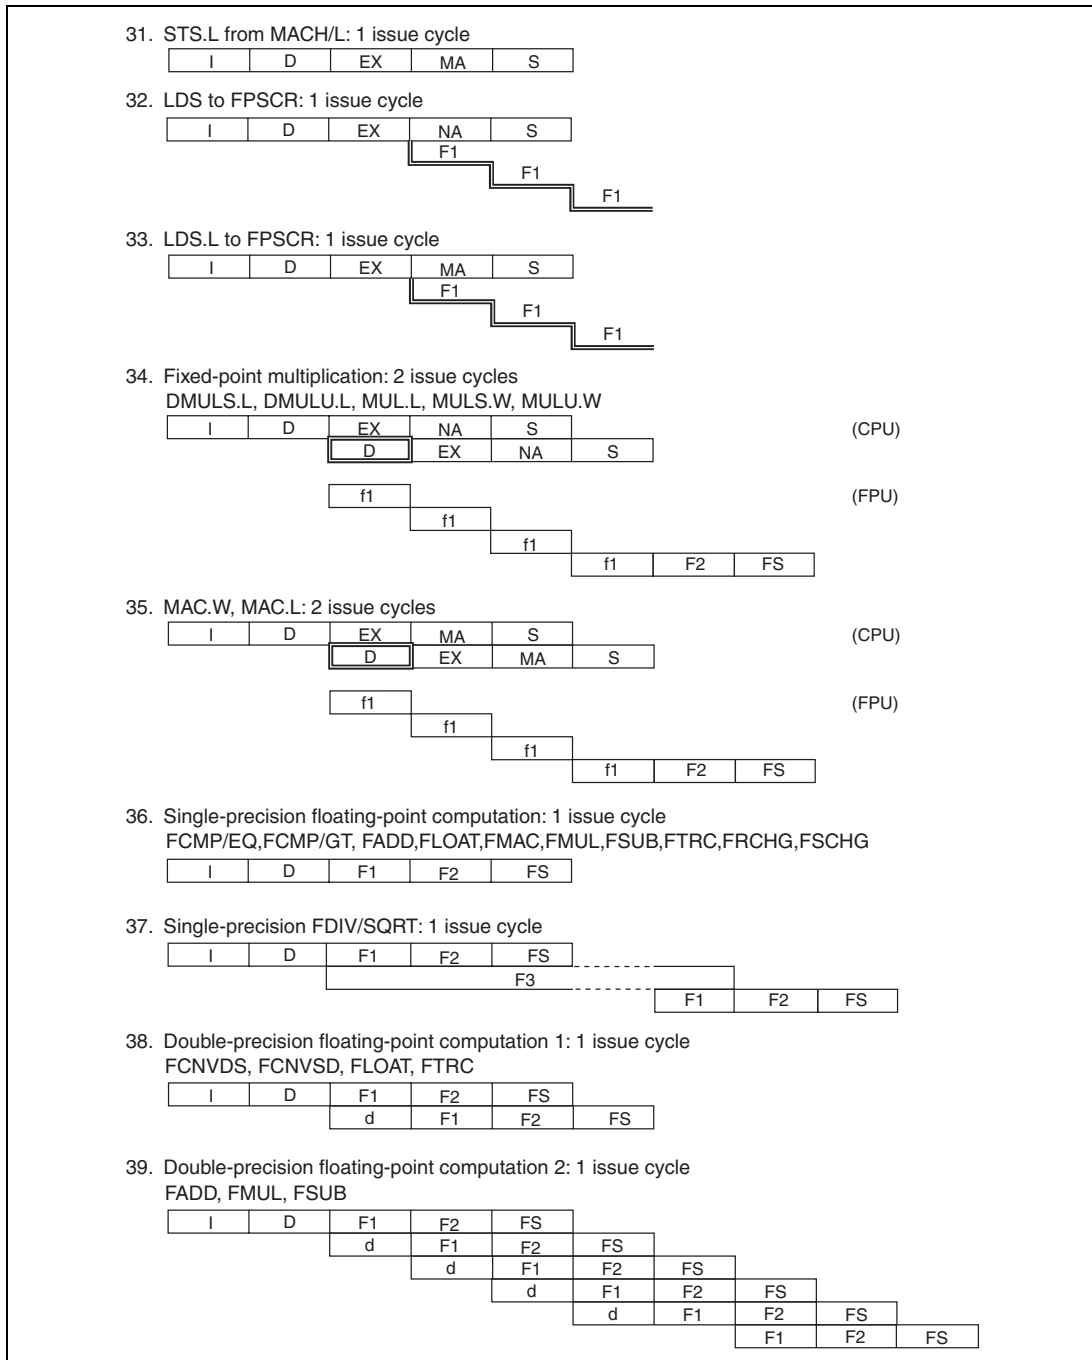 31. STS.L from MACH/L: 1 issue cycle
I D EX MA S
32. LDS to FPSCR: 1 issue cycle
I D EX NA S
F1
F1
F1
33. LDS.L to FPSCR: 1 issue cycle
I D EX MA S
F1
F1
F1
34. Fixed-point multiplication: 2 issue cycles
DMULS.L, DMULU.L, MUL.L, MULS.W, MULU.W
I D EX NA S (CPU)
D EX NA S
f1 (FPU)
f1
f1
f1 F2 FS
35. MAC.W, MAC.L: 2 issue cycles
I D EX MA S (CPU)
D EX MA S
f1 (FPU)
f1
f1
f1 F2 FS
36. Single-precision floating-point computation: 1 issue cycle
FCMP/EQ,FCMP/GT, FADD,FLOAT,FMAC,FMUL,FSUB,FTRC,FRCHG,FSCHG
I D F1 F2 FS
37. Single-precision FDIV/SQRT: 1 issue cycle
I D F1 F2 FS
F3
F1 F2 FS
38. Double-precision floating-point computation 1: 1 issue cycle
FCNVDS, FCNVSD, FLOAT, FTRC
I D F1 F2 FS
d F1 F2 FS
39. Double-precision floating-point computation 2: 1 issue cycle
FADD, FMUL, FSUB
I D F1 F2 FS
d F1 F2 FS
d F1 F2 FS
d F1 F2 FS
d F1 F2 FS
F1 F2 FS